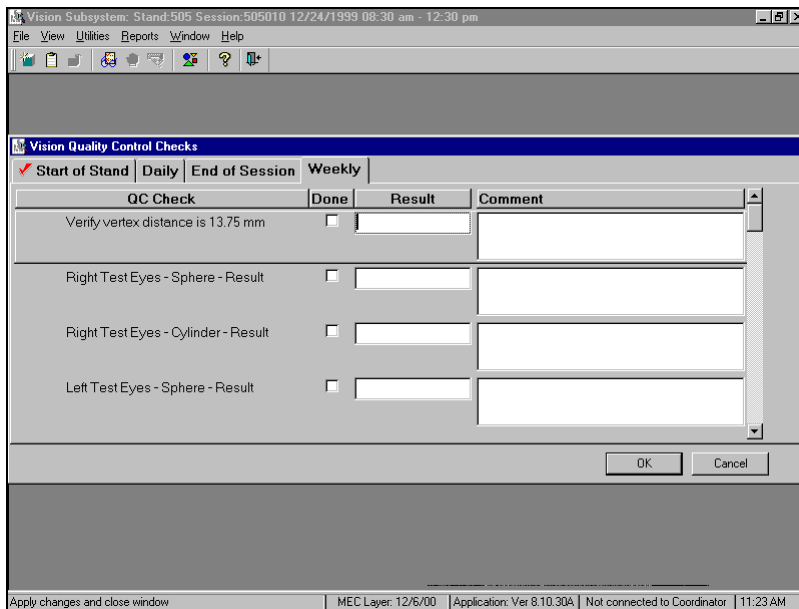 Vision Subsystem: Stand:505 Session:505010 12/24/1999 08:30 am - 12:30 pm
File View Utilities Reports Window Help
Vision Quality Control Checks
Start of Stand Daily End of Session Weekly
QC Check Done Result Comment
Verify vertex distance is 13.75 mm
Right Test Eyes - Sphere - Result
Right Test Eyes - Cylinder - Result
Left Test Eyes - Sphere - Result
OK Cancel
Apply changes and close window MEC Layer: 12/6/00 Application: Ver 8.10.30A Not connected to Coordinator 11:23 AM